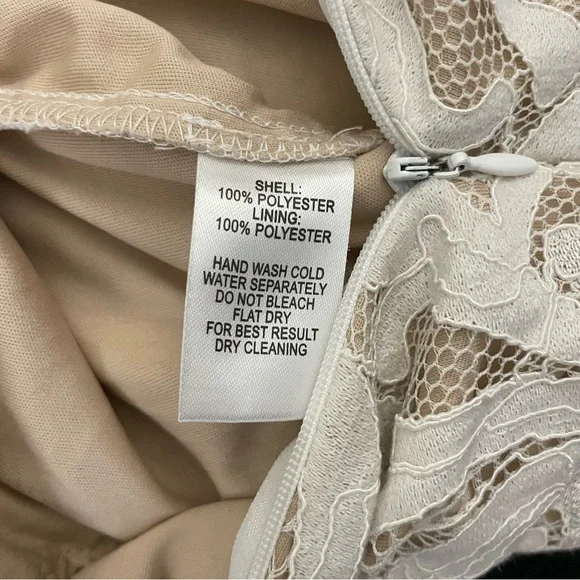 SHELL:
100% POLYESTER
LINING:
100% POLYESTER
HAND WASH COLD
WATER SEPARATELY
DO NOT BLEACH
FLAT DRY
FOR BEST RESULT
DRY CLEANING